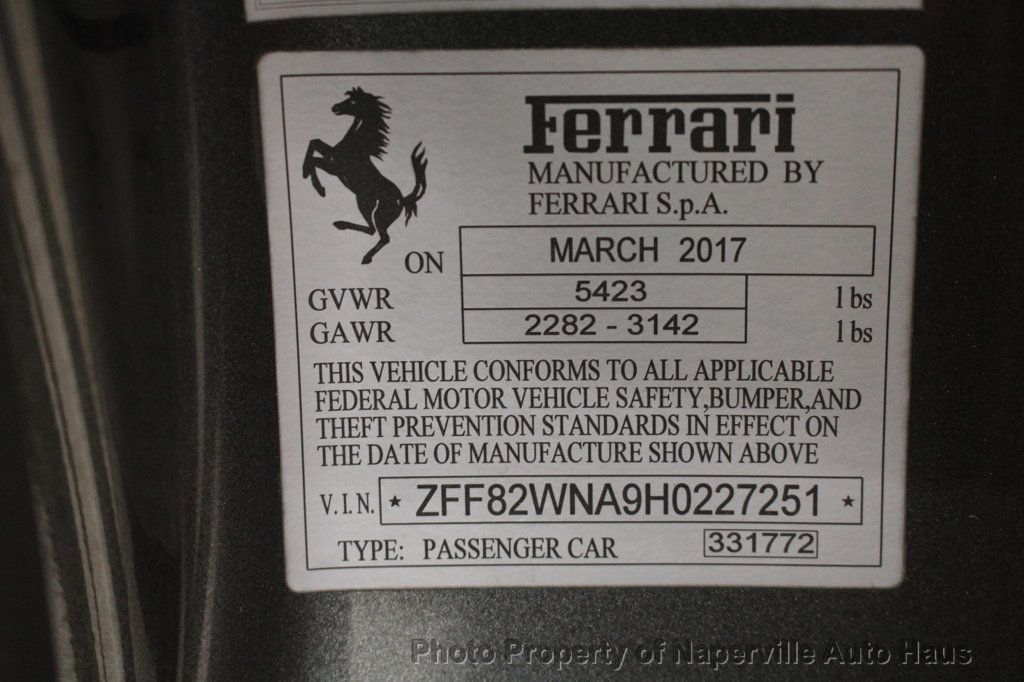 Ferrari
MANUFACTURED BY
FERRARI S.p.A.
ON MARCH 2017
GVWR 5423 lbs
GAWR 2282 - 3142 lbs
THIS VEHICLE CONFORMS TO ALL APPLICABLE
FEDERAL MOTOR VEHICLE SAFETY,BUMPER,AND
THEFT PREVENTION STANDARDS IN EFFECT ON
THE DATE OF MANUFACTURE SHOWN ABOVE
V.I.N. ★ ZFF82WNA9H0227251 ★
TYPE: PASSENGER CAR 331772
Photo Property of Naperville Auto Haus